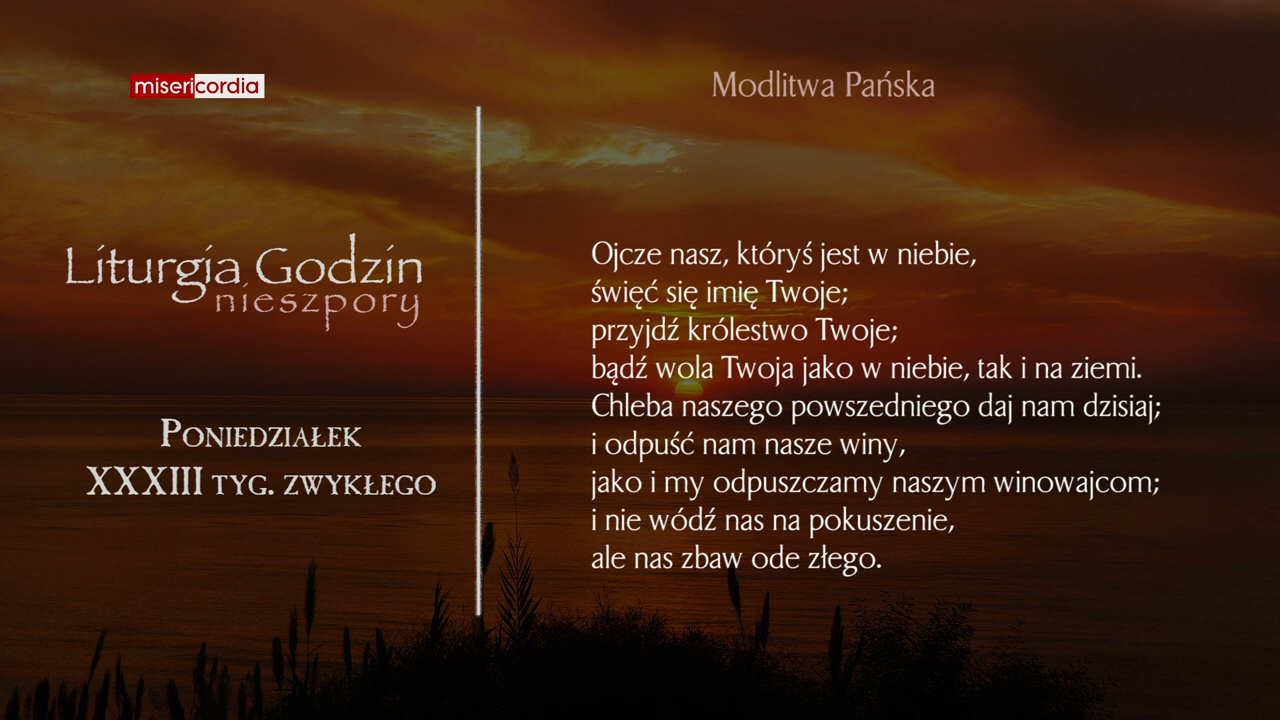 misericordia
Liturgia Godzin
nieszpory
Poniedziałek
XXXIII tyg. zwykłego
Modlitwa Pańska
Ojcze nasz, któryś jest w niebie,
święć się imię Twoje;
przyjdź królestwo Twoje;
bądź wola Twoja jako w niebie, tak i na ziemi.
Chleba naszego powszedniego daj nam dzisiaj;
i odpuść nam nasze winy,
jako i my odpuszczamy naszym winowajcom;
i nie wódź nas na pokuszenie,
ale nas zbaw ode złego.